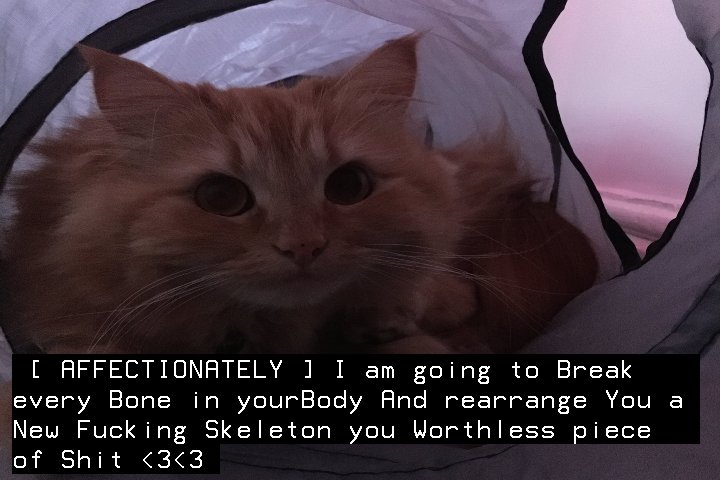 [ AFFECTIONATELY ] I am going to Break
every Bone in yourBody And rearrange You a
New Fucking Skeleton you Worthless piece
of Shit <3<3